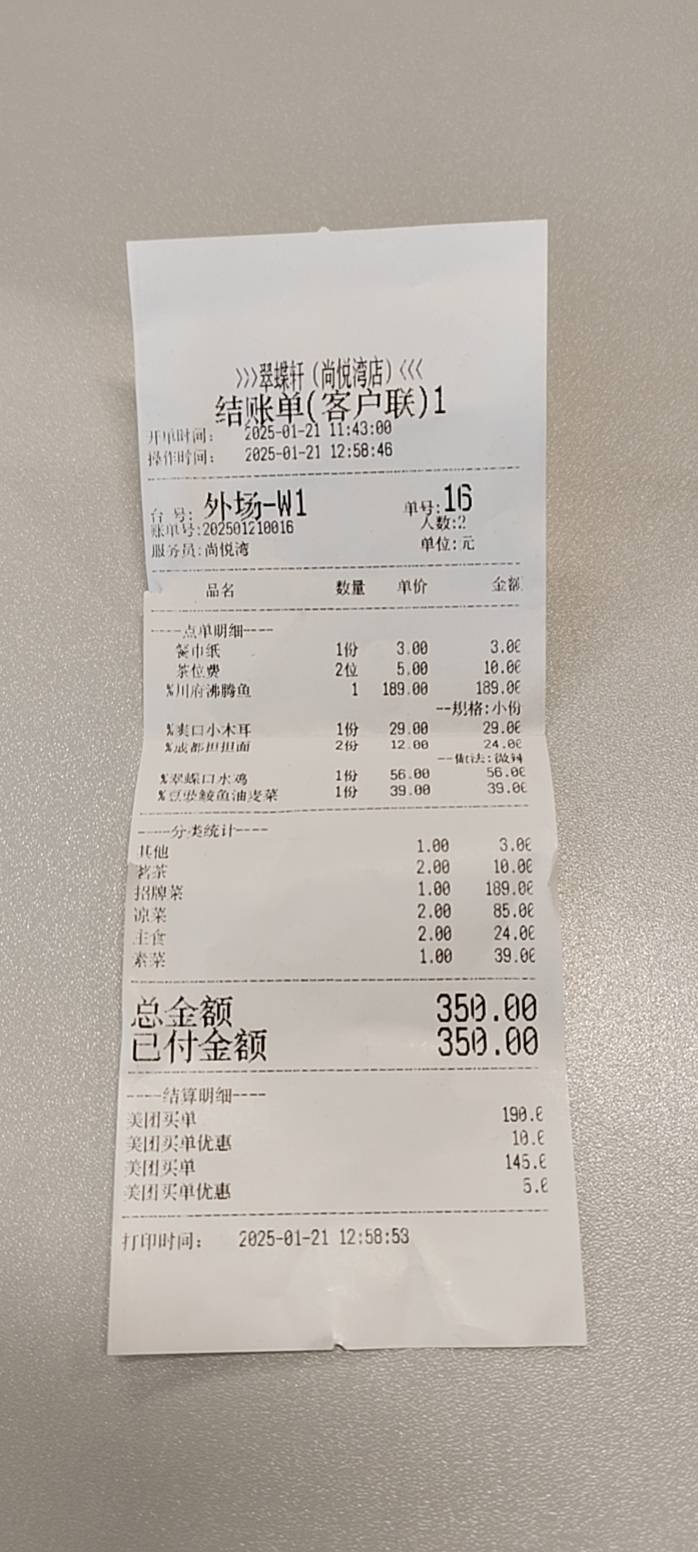 >>>翠蝶轩（尚悦湾店）<<<
结账单(客户联)1
开单时间： 2025-01-21 11:43:00
操作时间： 2025-01-21 12:58:46
台 号: 外场-W1 单号:16
账单号:202501210016 人数:2
服务员:尚悦湾 单位:元
品名 数量 单价 金额
----点单明细----
餐巾纸 1份 3.00 3.00
茶位费 2位 5.00 10.00
%川府沸腾鱼 1 189.00 189.00
--规格:小份
%爽口小木耳 1份 29.00 29.00
%成都担担面 2份 12.00 24.00
--做法:微辣
%翠蝶口水鸡 1份 56.00 56.00
%豆豉鲮鱼油麦菜 1份 39.00 39.00
----分类统计----
其他 1.00 3.00
茗茶 2.00 10.00
招牌菜 1.00 189.00
凉菜 2.00 85.00
主食 2.00 24.00
素菜 1.00 39.00
总金额 350.00
已付金额 350.00
----结算明细----
美团买单 190.0
美团买单优惠 10.0
美团买单 145.0
美团买单优惠 5.0
打印时间： 2025-01-21 12:58:53